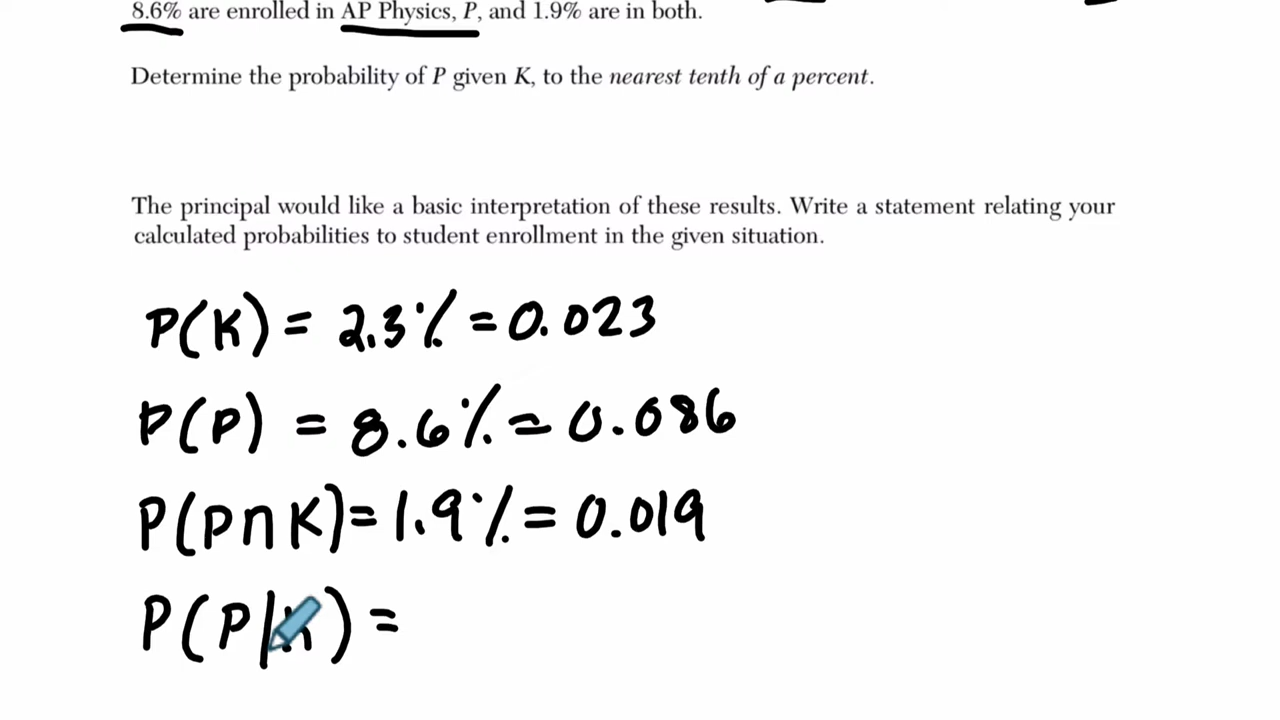 8.6% are enrolled in AP Physics, P, and 1.9% are in both.
Determine the probability of P given K, to the nearest tenth of a percent.
The principal would like a basic interpretation of these results. Write a statement relating your
calculated probabilities to student enrollment in the given situation.
P(K) = 2.3% = 0.023
P(P) = 8.6% = 0.086
P(P∩K) = 1.9% = 0.019
P(P|K) =